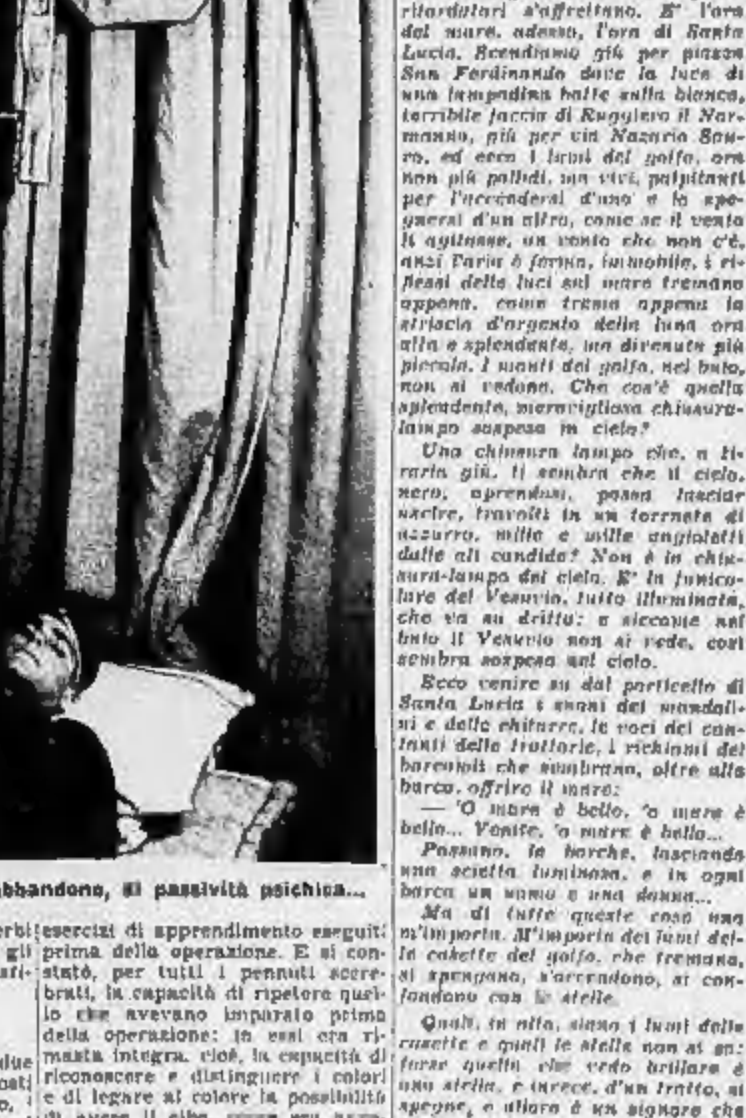 abbandono, di passività psichica...
erbi
gli
ati-
due
osti
o.
esercizi di apprendimento eseguiti
prima della operazione. E si con-
statò, per tutti i pennuti scere-
brati, la capacità di ripetere quel-
lo che avevano imparato prima
della operazione: in essi era ri-
masta integra, cioè, la capacità di
riconoscere e distinguere i colori
e di legare al colore la possibilità
ritardatari s'affrettano. E' l'ora
del mare, adesso, l'ora di Santa
Lucia. Scendiamo giù per piazza
San Ferdinando dove la luce di
una lampadina batte sulla bianca,
terribile faccia di Ruggiero il Nor-
manno, giù per via Nazario Sau-
ro, ed ecco i lumi del golfo, ora
non più pallidi, ma vivi, palpitanti
per l'accendersi d'uno e lo spe-
gnersi d'un altro, come se il vento
li agitasse, un vento che non c'è,
anzi l'aria è ferma, immobile, i ri-
flessi delle luci sul mare tremano
appena, come trema appena la
striscia d'argento della luna ora
alta e splendente, ma divenuta più
piccola. I monti del golfo, nel buio,
non si vedono. Che cos'è quella
splendente, meravigliosa chiusura-
lampo sospesa in cielo?
Una chiusura lampo che, a ti-
rarla giù, ti sembra che il cielo,
nero, aprendosi, possa lasciar
uscire, travolti in un torrente di
azzurro, mille e mille angioletti
dalle ali candide? Non è la chiu-
sura-lampo del cielo. E' la funico-
lare del Vesuvio, tutta illuminata,
che va su dritta: e siccome nel
buio il Vesuvio non si vede, così
sembra sospesa nel cielo.
Ecco venire su dal porticello di
Santa Lucia i suoni dei mandoli-
ni e delle chitarre, le voci dei can-
tanti delle trattorie, i richiami dei
barcaioli che sembrano, oltre alla
barca, offrire il mare:
— 'O mare è bello, 'o mare è
bello... Venite, 'o mare è bello...
Passano, le barche, lasciando
una scietta luminosa, e in ogni
barca un uomo e una donna...
Ma di tutte queste cose non
m'importa. M'importa dei lumi del-
le casette del golfo, che tremano,
si spengono, s'accendono, si con-
fondono con le stelle.
Quali, in alto, siano i lumi delle
casette e quali le stelle non si sa:
forse quella che vedo brillare è
una stella, e invece, d'un tratto, si
spegne, e allora è un signore che